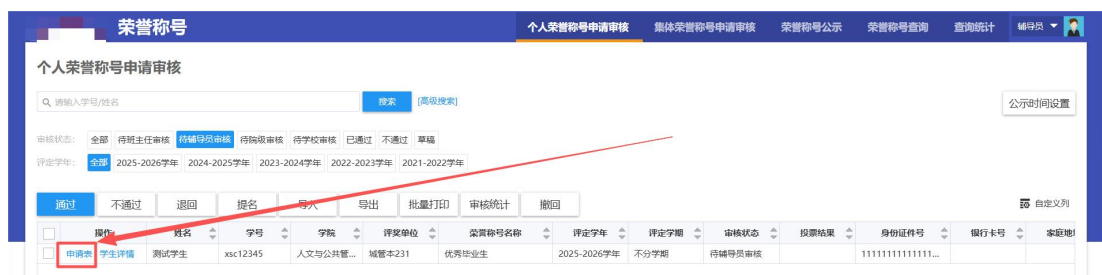 荣誉称号 个人荣誉称号申请审核 集体荣誉称号申请审核 荣誉称号公示 荣誉称号查询 查询统计 辅导员
个人荣誉称号申请审核
请输入学号/姓名 搜索 [高级搜索] 公示时间设置
审核状态: 全部 待班主任审核 待辅导员审核 待院级审核 待学校审核 已通过 不通过 草稿
评定学年: 全部 2025-2026学年 2024-2025学年 2023-2024学年 2022-2023学年 2021-2022学年
通过 不通过 退回 提名 导入 导出 批量打印 审核统计 撤回 自定义列
操作 姓名 学号 学院 评奖单位 荣誉称号名称 评定学年 评定学期 审核状态 投票结果 身份证件号 银行卡号 家庭地
申请表 学生详情 测试学生 xsc12345 人文与公共管... 城管本231 优秀毕业生 2025-2026学年 不分学期 待辅导员审核 11111111111111...